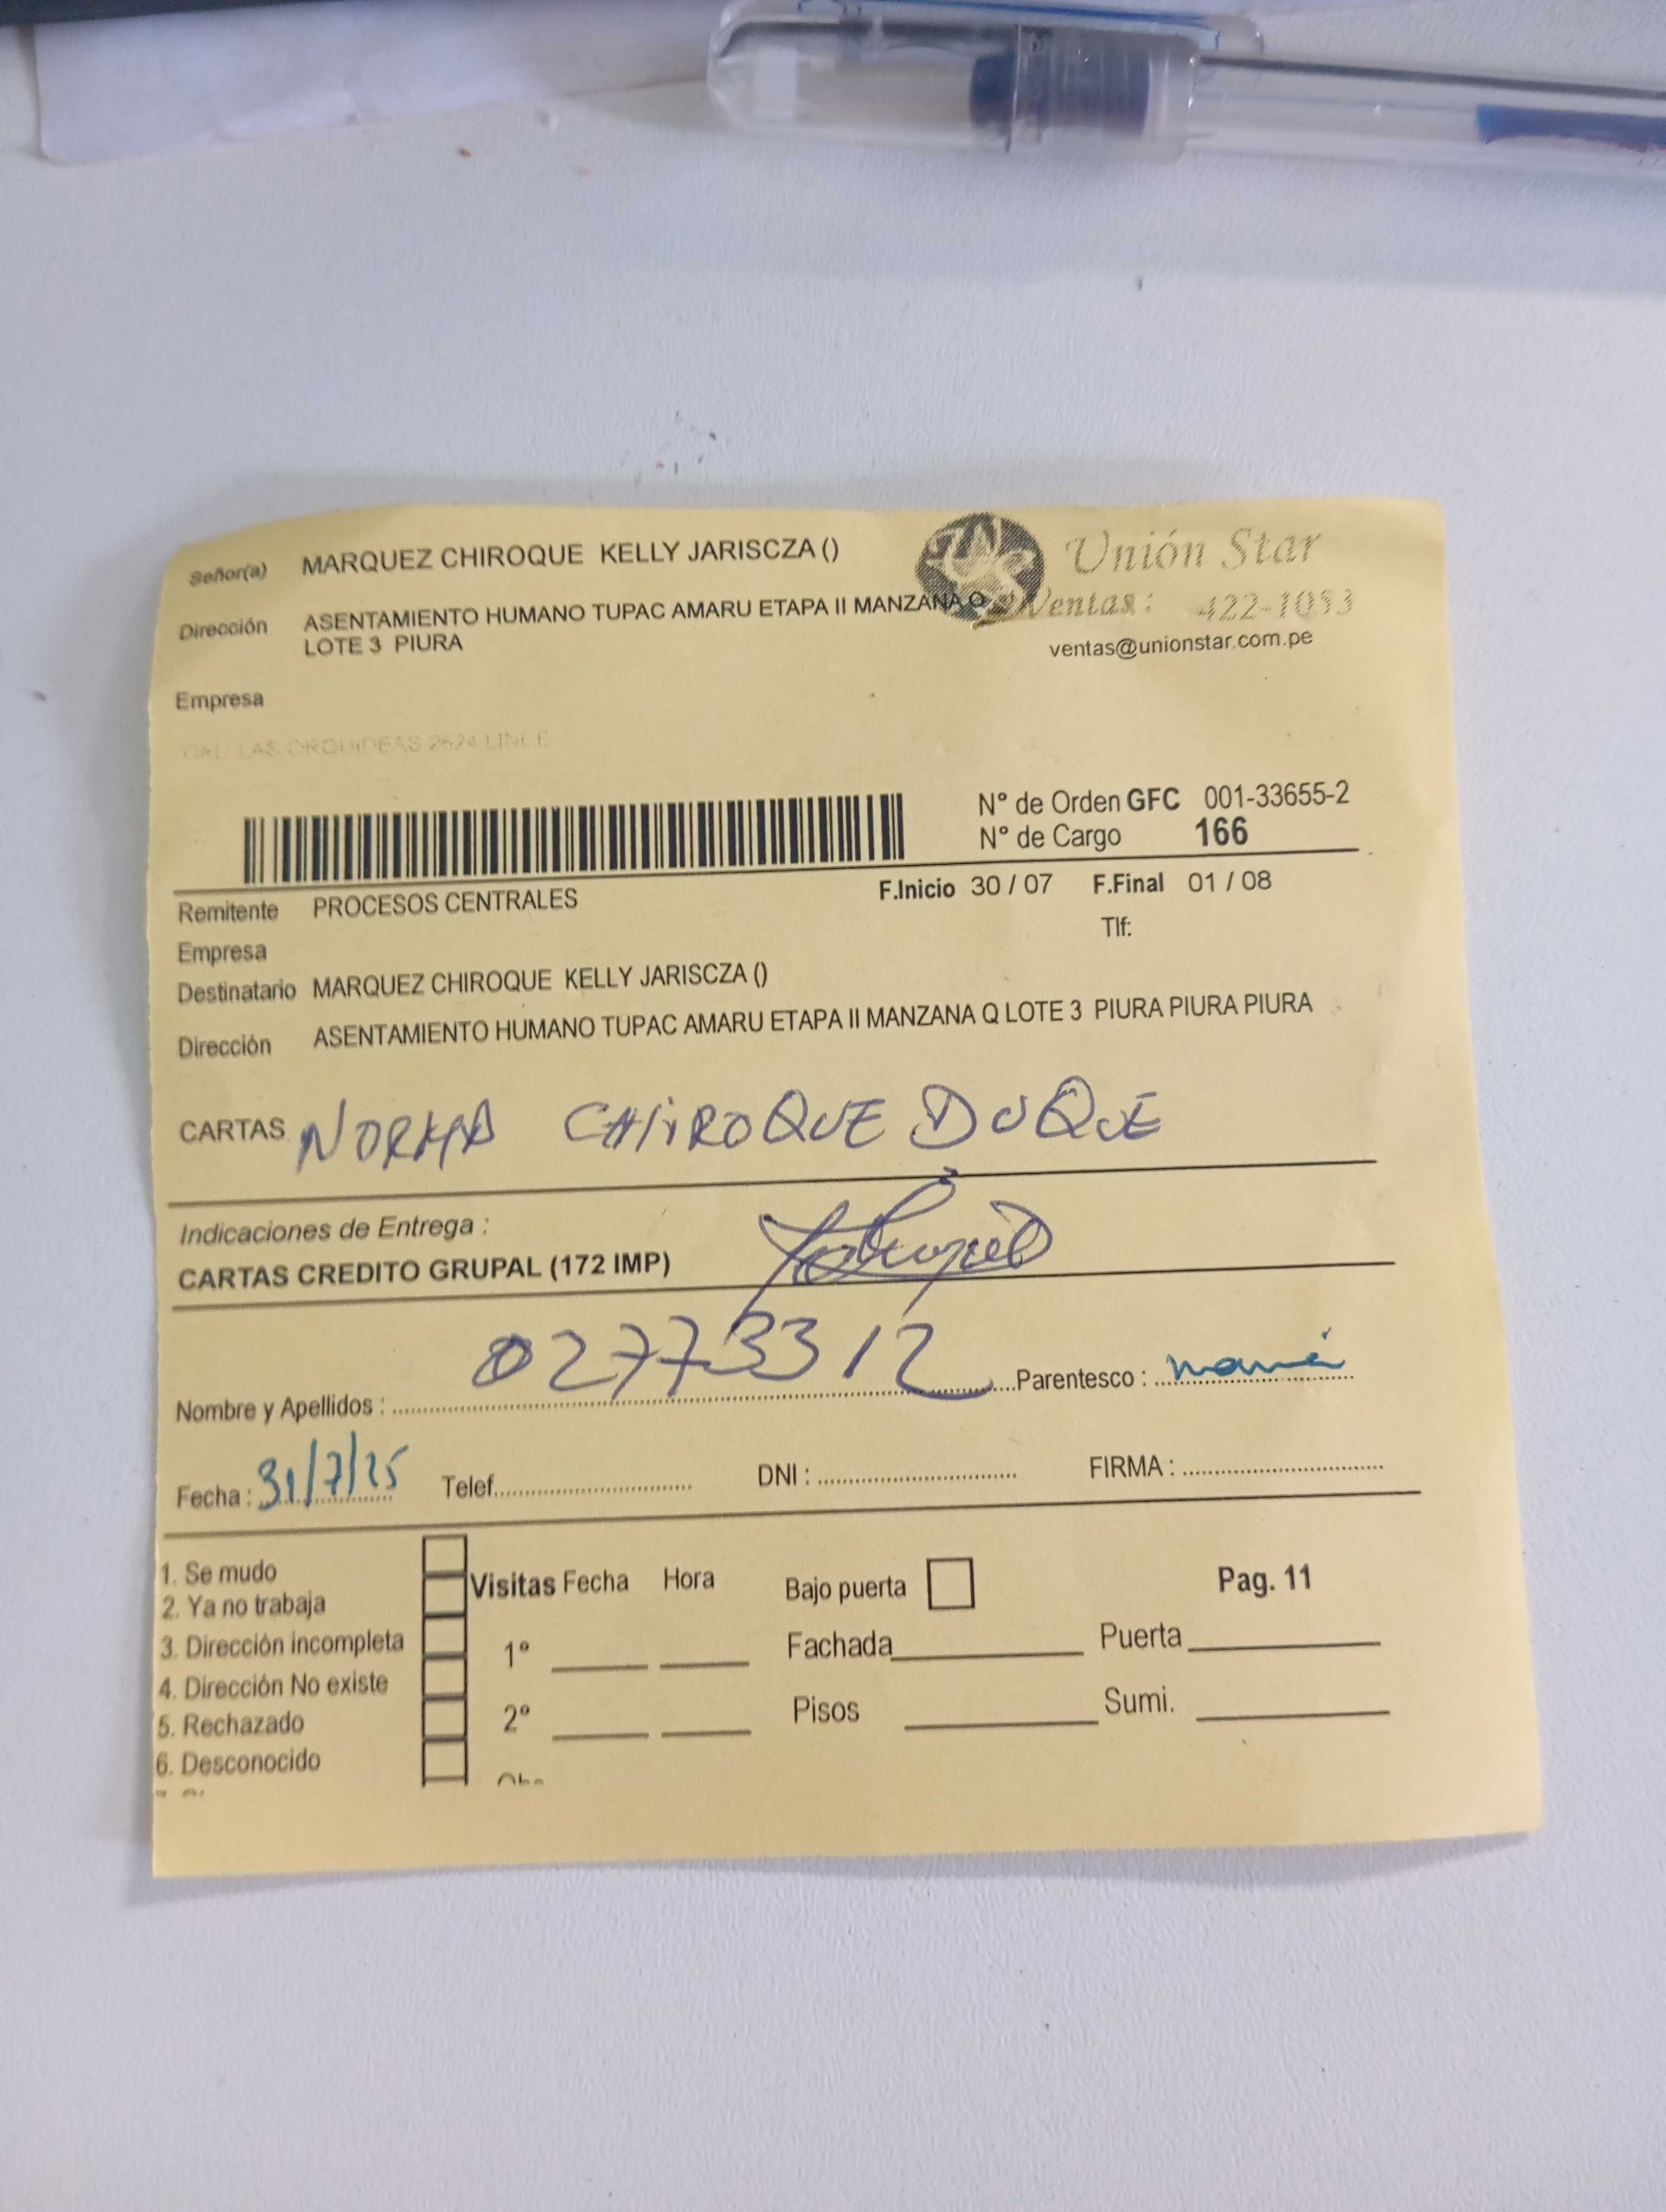 Señor(a) MARQUEZ CHIROQUE KELLY JARISCZA ()
Unión Star
Dirección ASENTAMIENTO HUMANO TUPAC AMARU ETAPA II MANZANA Q
LOTE 3 PIURA
Ventas: 422-1053
ventas@unionstar.com.pe
Empresa
CAL LAS ORQUIDEAS 2624 LINCE
N° de Orden GFC 001-33655-2
N° de Cargo 166
F.Inicio 30 / 07 F.Final 01 / 08
Remitente PROCESOS CENTRALES
Tlf:
Empresa
Destinatario MARQUEZ CHIROQUE KELLY JARISCZA ()
Dirección ASENTAMIENTO HUMANO TUPAC AMARU ETAPA II MANZANA Q LOTE 3 PIURA PIURA PIURA
CARTAS NORMA CHIROQUE DUQUE
Indicaciones de Entrega :
CARTAS CREDITO GRUPAL (172 IMP)
02773312
Nombre y Apellidos : Parentesco : mamá
Fecha : 31/7/25 Telef. DNI : FIRMA :
1. Se mudo
2. Ya no trabaja
3. Dirección incompleta
4. Dirección No existe
5. Rechazado
6. Desconocido
Visitas Fecha Hora
1°
2°
Bajo puerta
Pag. 11
Fachada Puerta
Pisos Sumi.